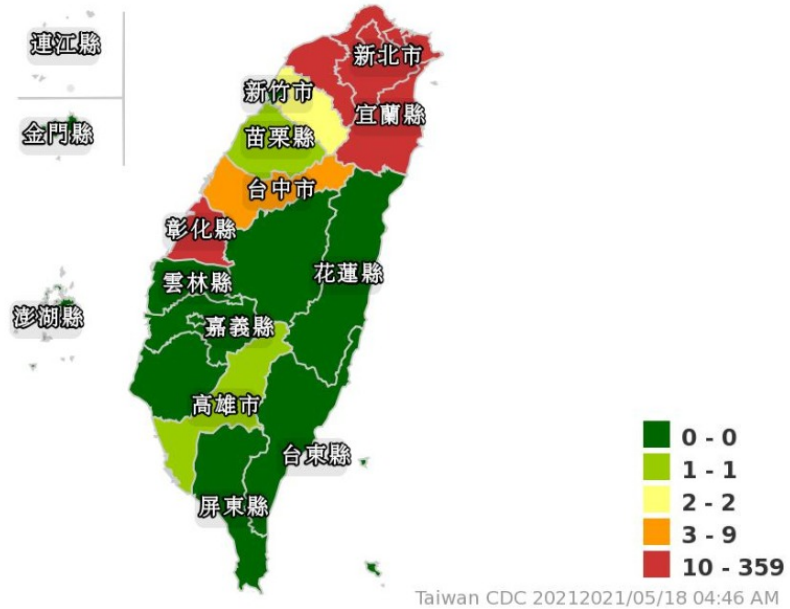 連江縣
新北市
新竹市
宜蘭縣
金門縣
苗栗縣
台中市
彰化縣
雲林縣
花蓮縣
澎湖縣
嘉義縣
高雄市
台東縣
屏東縣
0 - 0
1 - 1
2 - 2
3 - 9
10 - 359
Taiwan CDC 20212021/05/18 04:46 AM